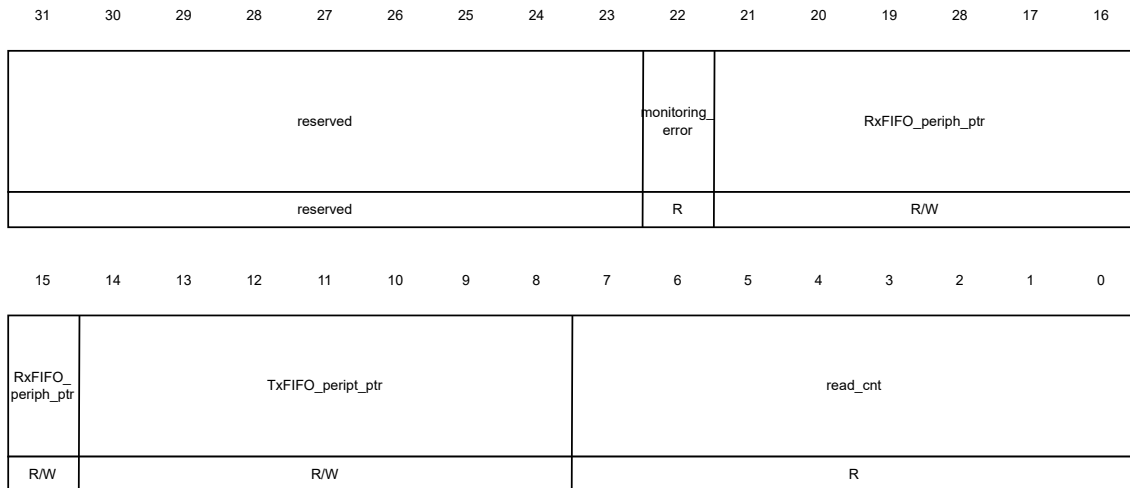 31 30 29 28 27 26 25 24 23 22 21 20 19 28 17 16
reserved monitoring_ error RxFIFO_periph_ptr
reserved R R/W
15 14 13 12 11 10 9 8 7 6 5 4 3 2 1 0
RxFIFO_ periph_ptr TxFIFO_peript_ptr read_cnt
R/W R/W R